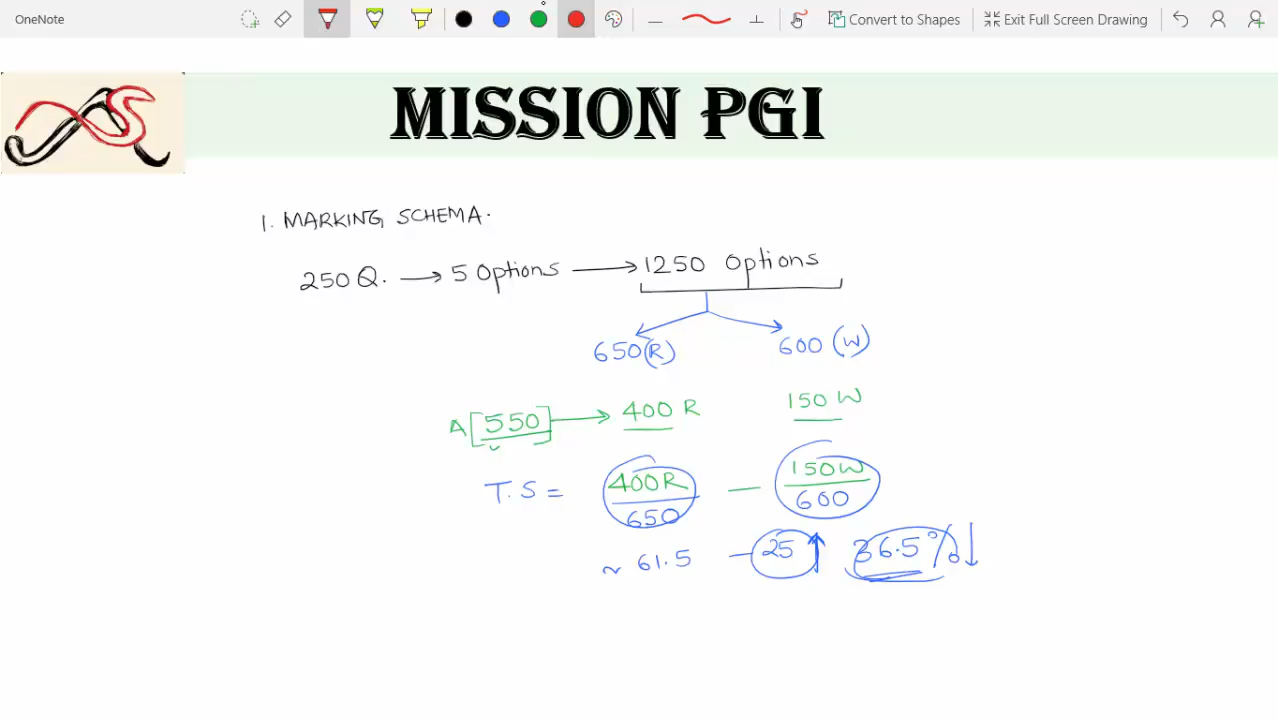 OneNote
Convert to Shapes
Exit Full Screen Drawing
MISSION PGI
1. MARKING SCHEMA.
250 Q. → 5 Options → 1250 Options
650(R) 600 (W)
A [550] → 400 R 150 W
T.S = 400R/650 — 150W/600
~ 61.5 — 25 ↑ 36.5% ↓